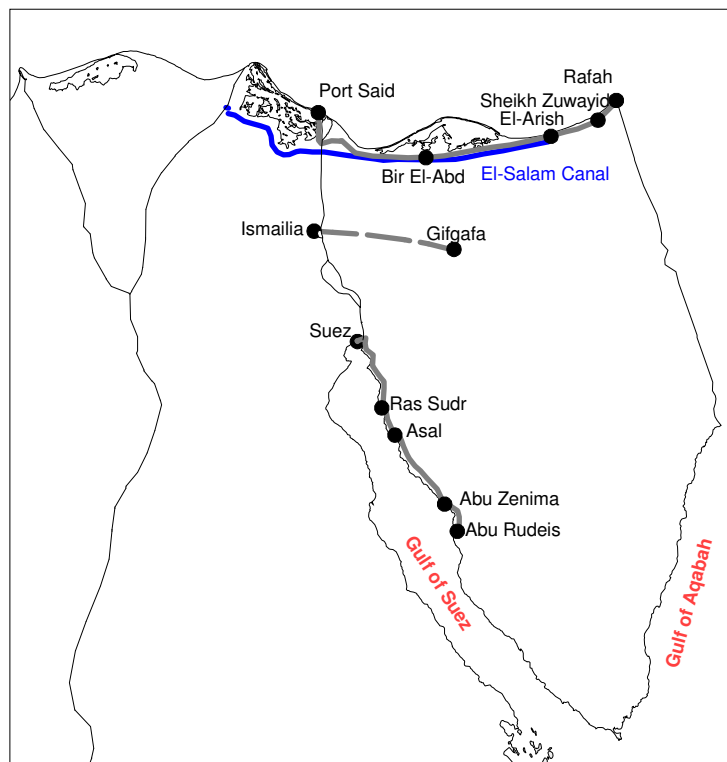 Rafah
Port Said
Sheikh Zuwayid
El-Arish
Bir El-Abd
El-Salam Canal
Ismailia
Gifgafa
Suez
Ras Sudr
Asal
Abu Zenima
Abu Rudeis
Gulf of Suez
Gulf of Aqabah